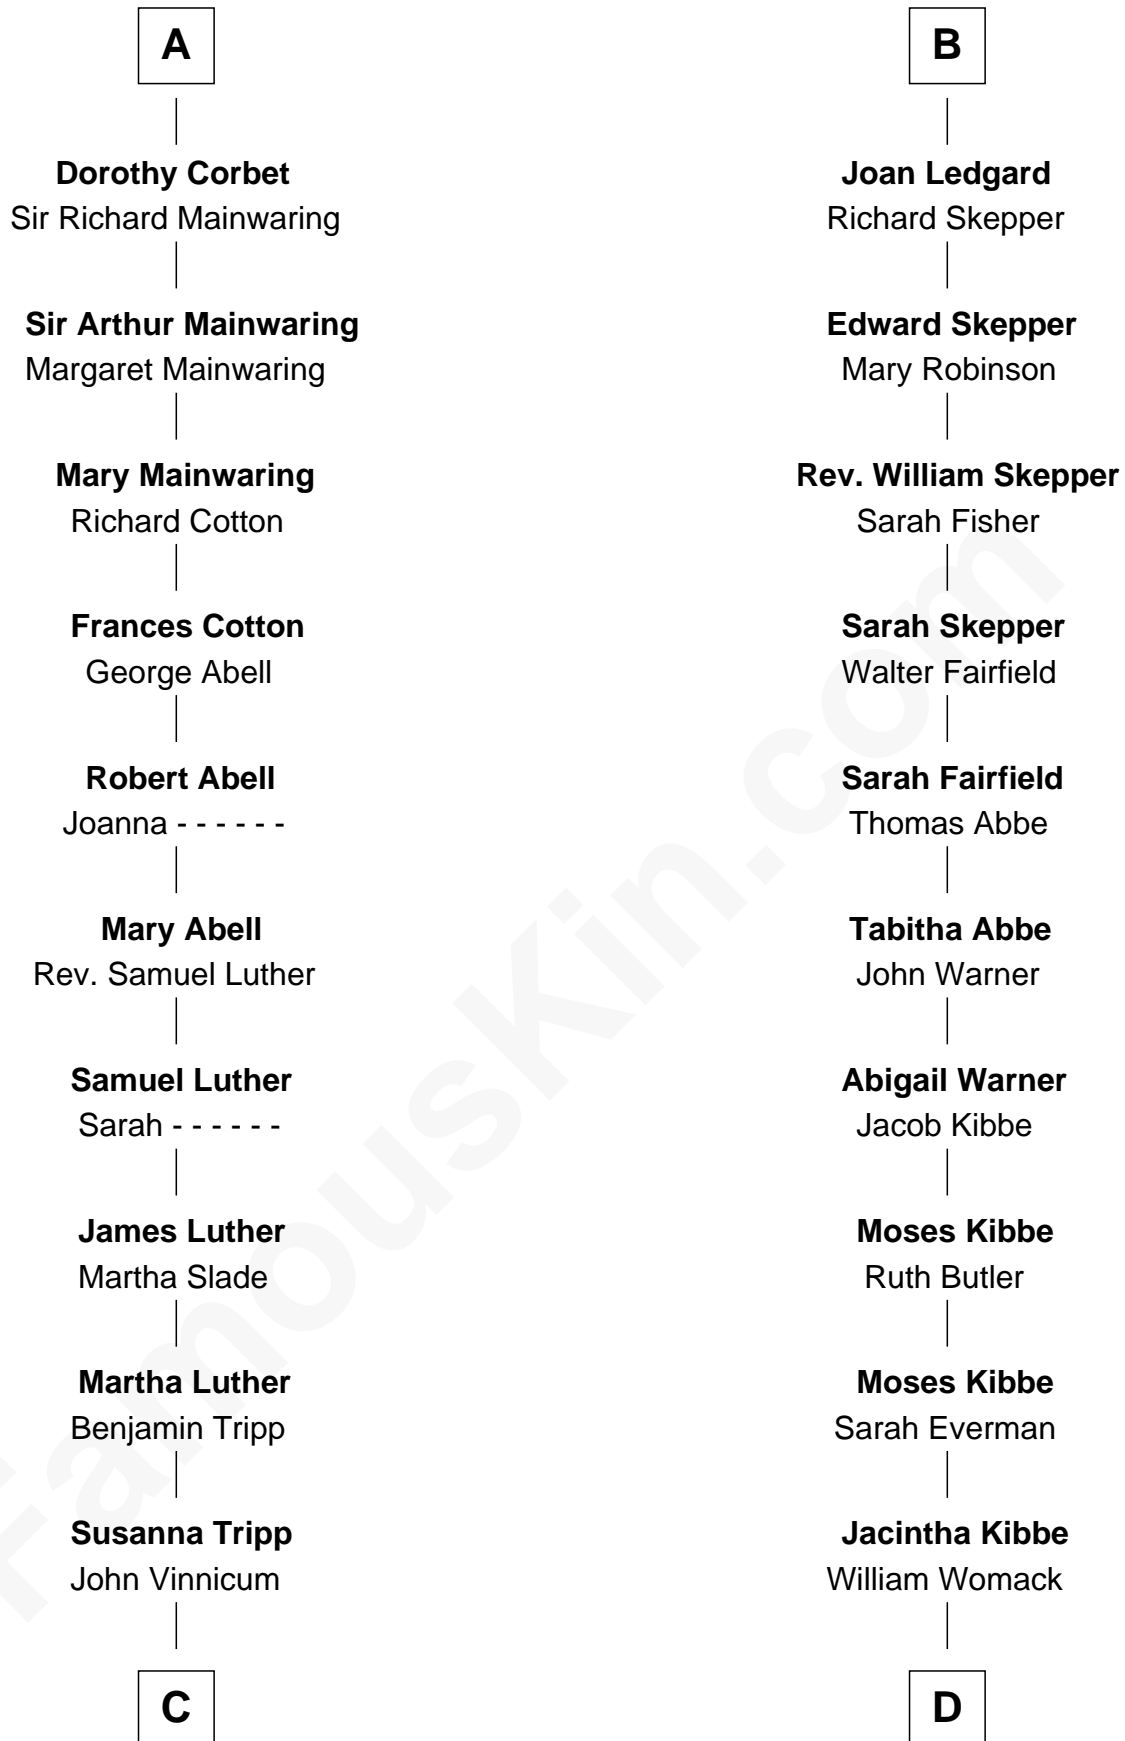 A
Dorothy Corbet
Sir Richard Mainwaring
Sir Arthur Mainwaring
Margaret Mainwaring
Mary Mainwaring
Richard Cotton
Frances Cotton
George Abell
Robert Abell
Joanna - - - - - -
Mary Abell
Rev. Samuel Luther
Samuel Luther
Sarah - - - - - -
James Luther
Martha Slade
Martha Luther
Benjamin Tripp
Susanna Tripp
John Vinnicum
C
B
Joan Ledgard
Richard Skepper
Edward Skepper
Mary Robinson
Rev. William Skepper
Sarah Fisher
Sarah Skepper
Walter Fairfield
Sarah Fairfield
Thomas Abbe
Tabitha Abbe
John Warner
Abigail Warner
Jacob Kibbe
Moses Kibbe
Ruth Butler
Moses Kibbe
Sarah Everman
Jacintha Kibbe
William Womack
D
FamousKin.com